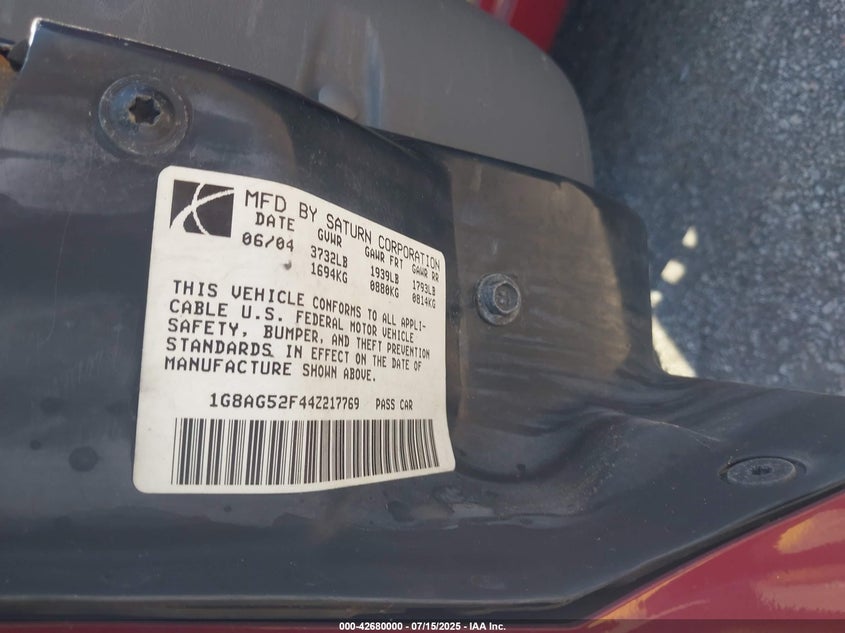 MFD BY SATURN CORPORATION
DATE GVWR GAWR FRT GAWR RR
06/04 3732LB 1939LB 1793LB
1694KG 0880KG 0814KG
THIS VEHICLE CONFORMS TO ALL APPLI-
CABLE U.S. FEDERAL MOTOR VEHICLE
SAFETY, BUMPER, AND THEFT PREVENTION
STANDARDS IN EFFECT ON THE DATE OF
MANUFACTURE SHOWN ABOVE.
1G8AG52F44Z217769 PASS CAR
000-42680000 - 07/15/2025 - IAA Inc.